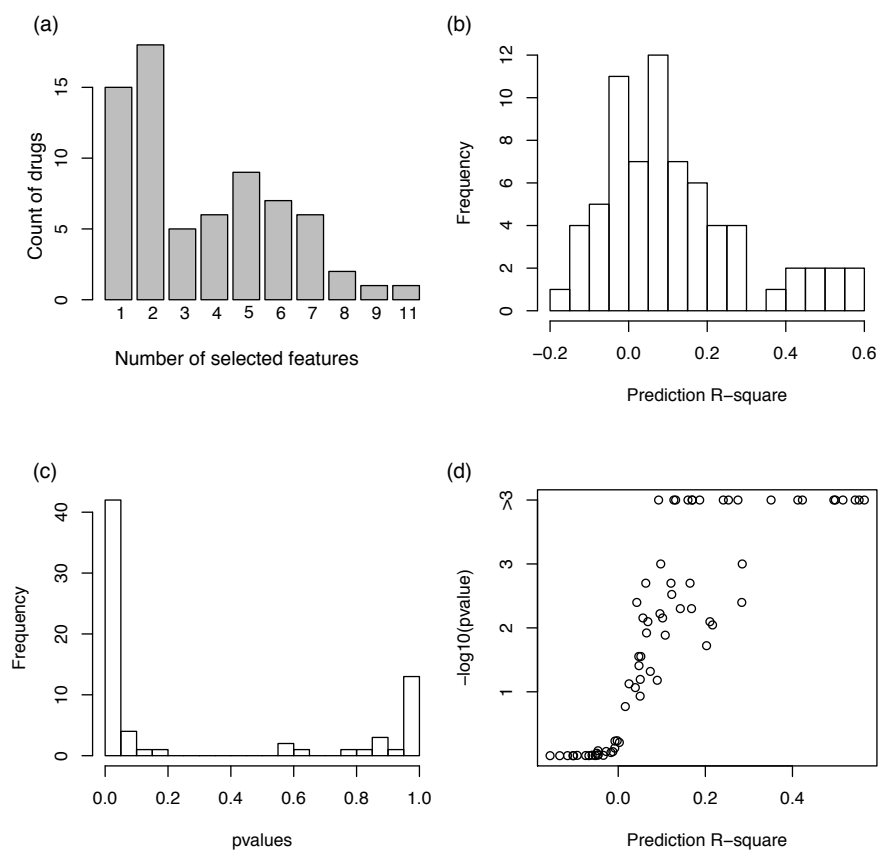 (a)
Count of drugs
0 5 10 15
1 2 3 4 5 6 7 8 9 11
Number of selected features
(b)
Frequency
0 2 4 6 8 10 12
−0.2 0.0 0.2 0.4 0.6
Prediction R−square
(c)
Frequency
0 10 20 30 40
0.0 0.2 0.4 0.6 0.8 1.0
pvalues
(d)
−log10(pvalue)
1 2 3 >3
0.0 0.2 0.4
Prediction R−square